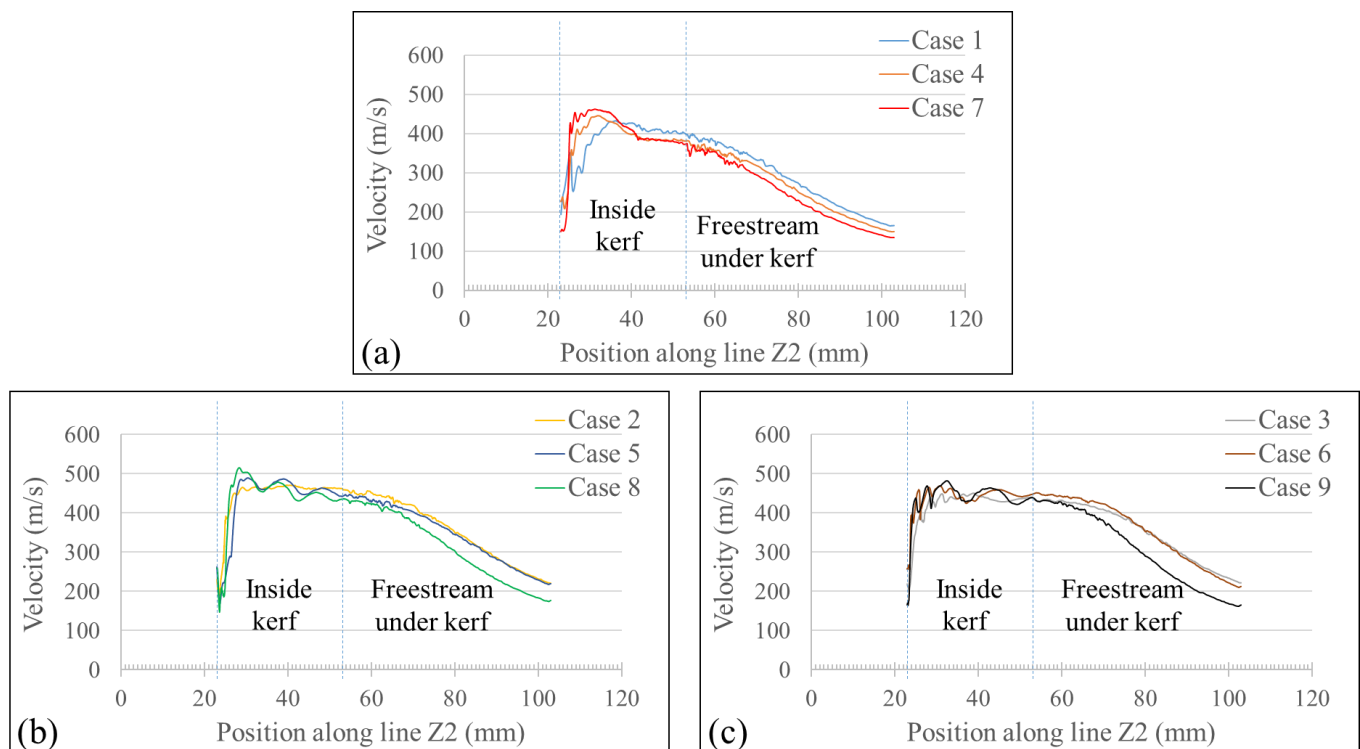 Case 1
Case 4
Case 7
Velocity (m/s)
600
500
400
300
200
100
0
Inside
kerf
Freestream
under kerf
0 20 40 60 80 100 120
(a)
Position along line Z2 (mm)
Case 2
Case 5
Case 8
Velocity (m/s)
600
500
400
300
200
100
0
Inside
kerf
Freestream
under kerf
0 20 40 60 80 100 120
(b)
Position along line Z2 (mm)
Case 3
Case 6
Case 9
Velocity (m/s)
600
500
400
300
200
100
0
Inside
kerf
Freestream
under kerf
0 20 40 60 80 100 120
(c)
Position along line Z2 (mm)